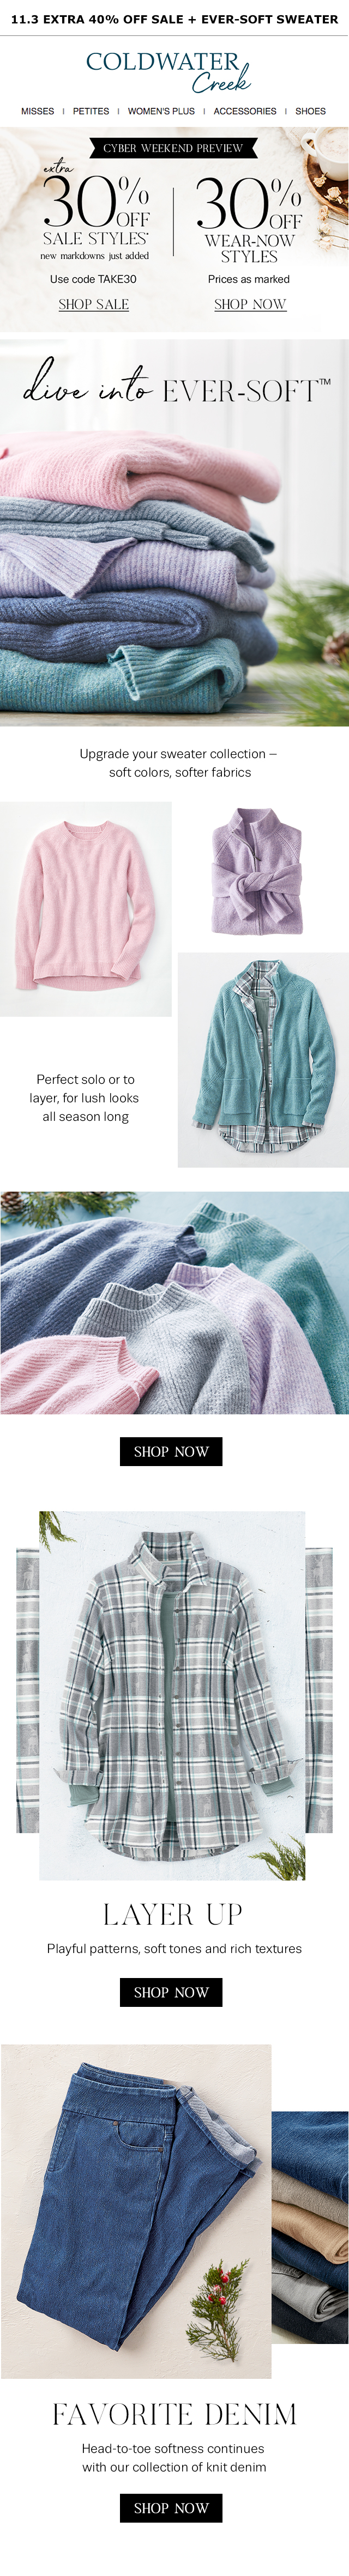 11.3 EXTRA 40% OFF SALE + EVER-SOFT SWEATER
COLDWATER
Creek
MISSES | PETITES | WOMEN'S PLUS | ACCESSORIES | SHOES
CYBER WEEKEND PREVIEW
extra
30% OFF
SALE STYLES*
new markdowns just added
Use code TAKE30
SHOP SALE
30% OFF
WEAR-NOW
STYLES
Prices as marked
SHOP NOW
dive into EVER-SOFT™
Upgrade your sweater collection –
soft colors, softer fabrics
Perfect solo or to
layer, for lush looks
all season long
SHOP NOW
LAYER UP
Playful patterns, soft tones and rich textures
SHOP NOW
FAVORITE DENIM
Head-to-toe softness continues
with our collection of knit denim
SHOP NOW